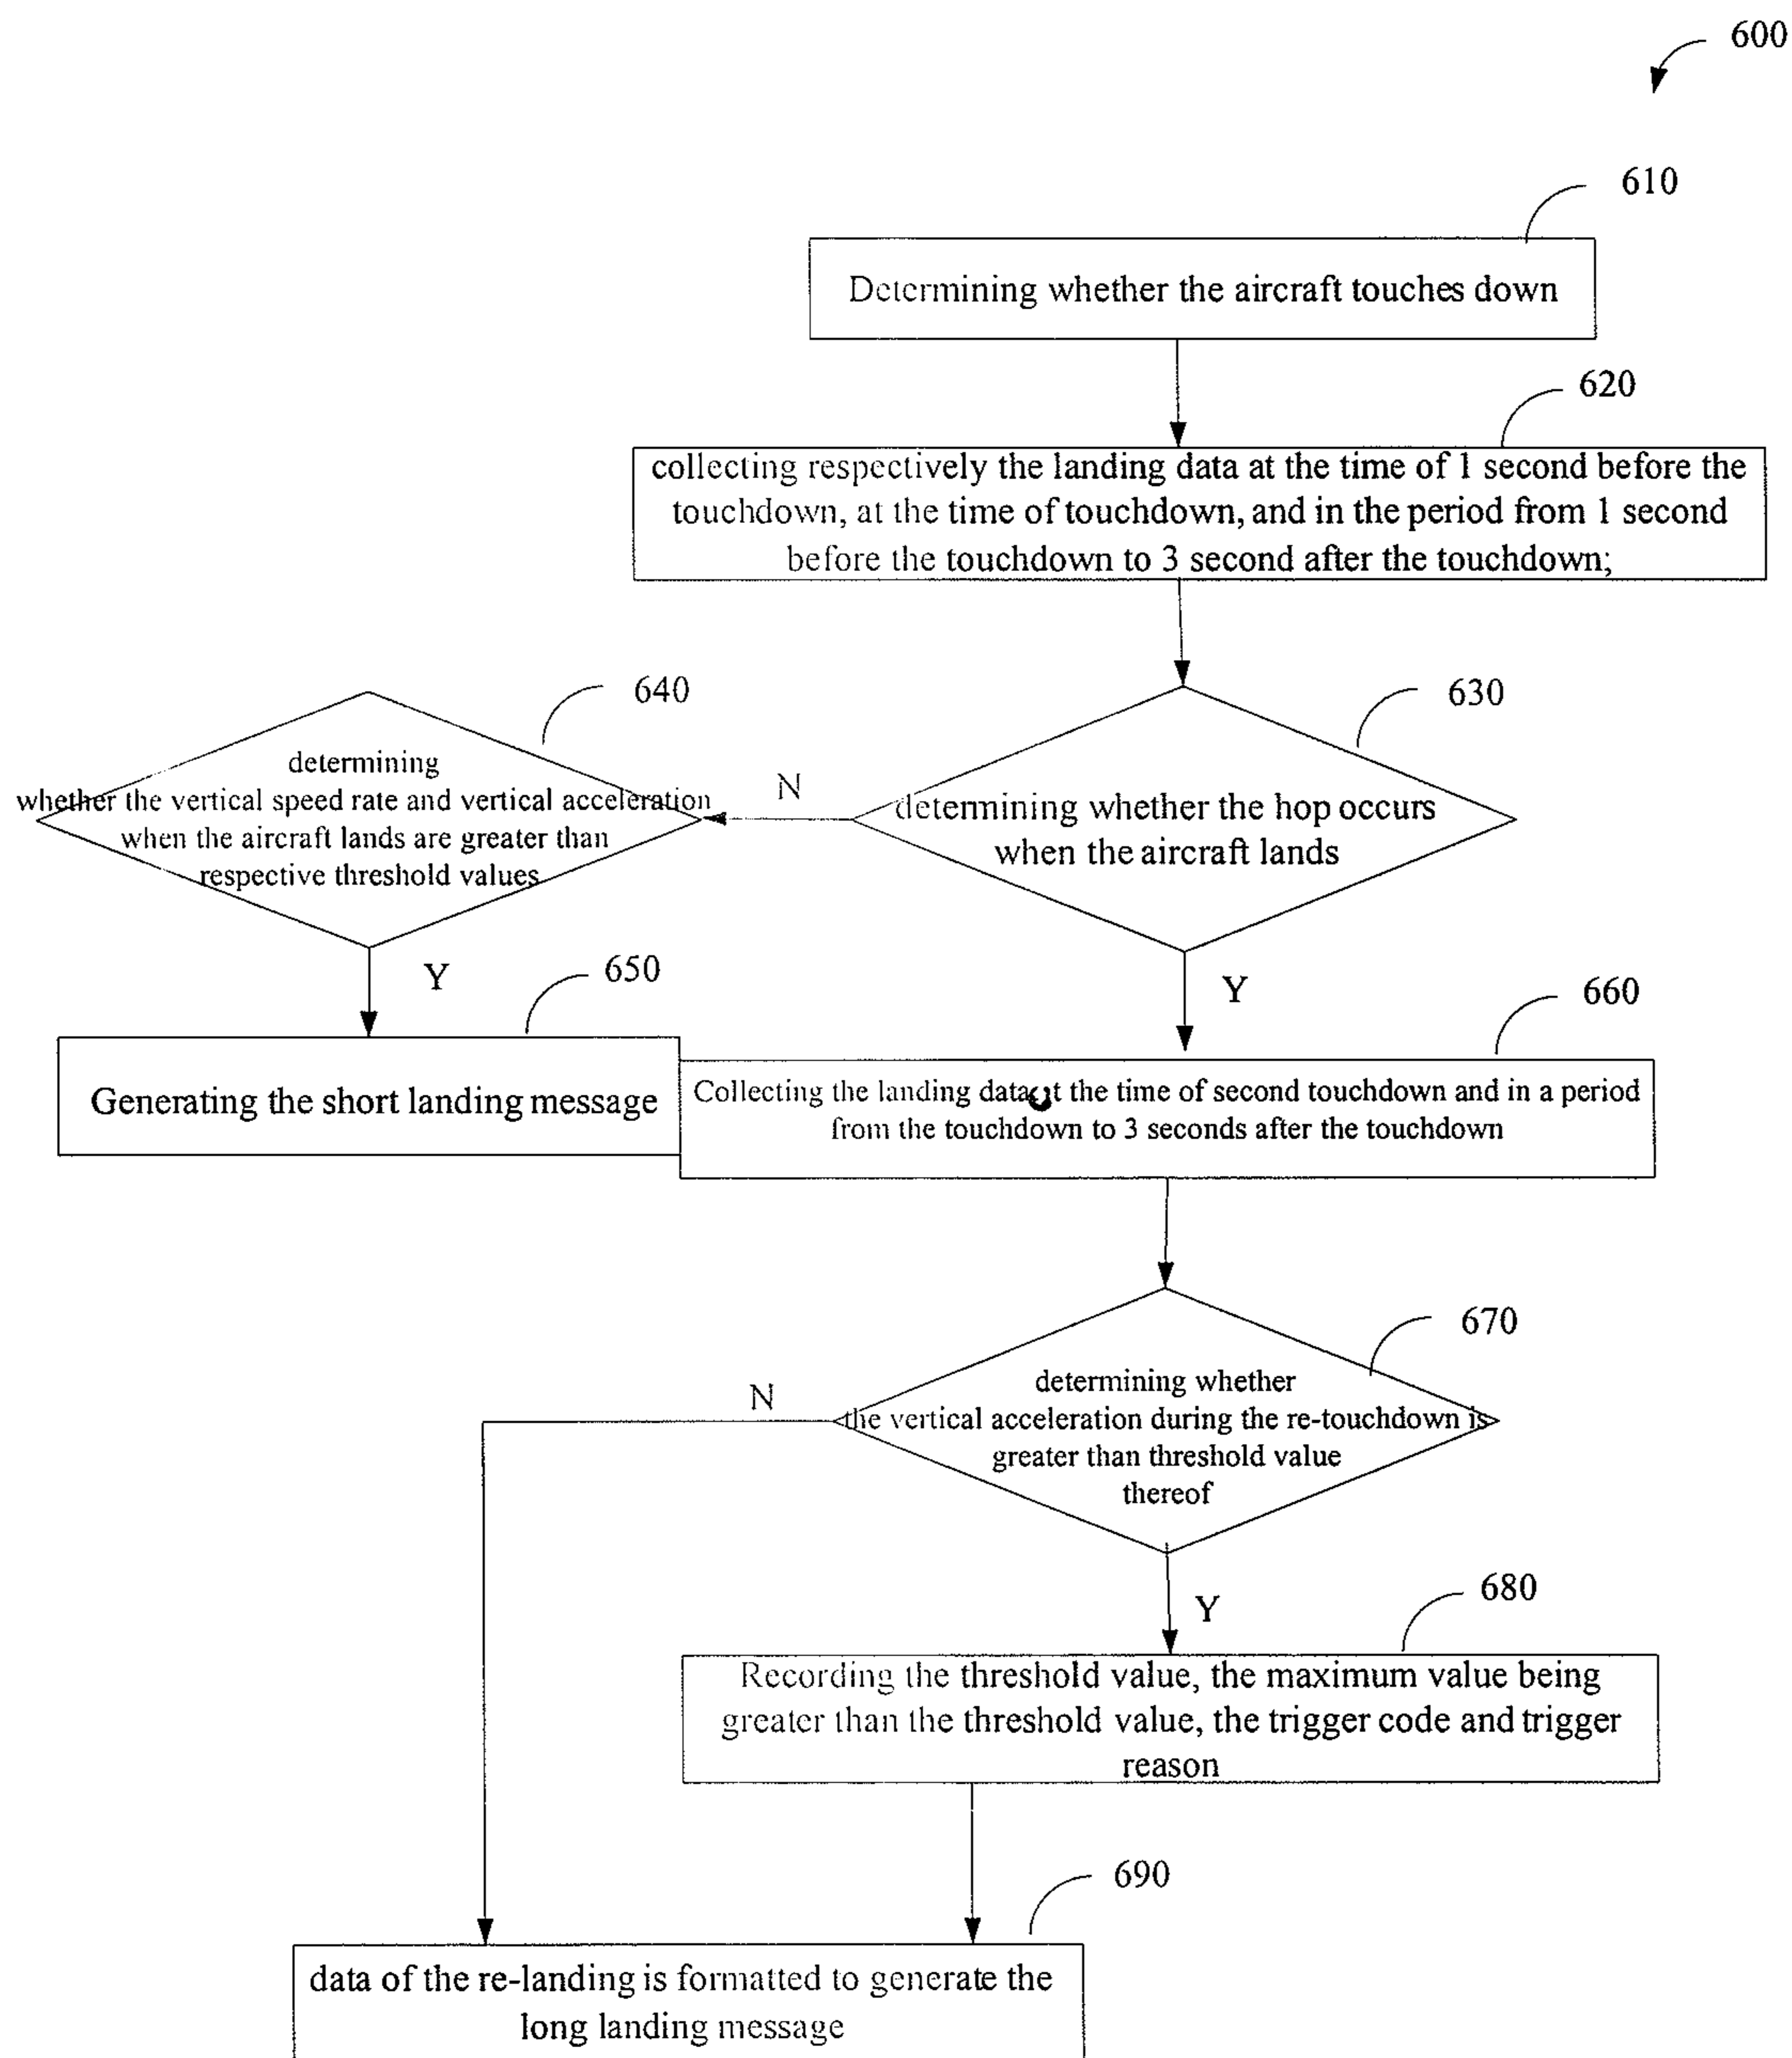 600
610
Determining whether the aircraft touches down
620
collecting respectively the landing data at the time of 1 second before the
touchdown, at the time of touchdown, and in the period from 1 second
before the touchdown to 3 second after the touchdown;
640
determining
whether the vertical speed rate and vertical acceleration
when the aircraft lands are greater than
respective threshold values
N
630
determining whether the hop occurs
when the aircraft lands
Y
650
Generating the short landing message
Y
660
Collecting the landing data at the time of second touchdown and in a period
from the touchdown to 3 seconds after the touchdown
670
determining whether
the vertical acceleration during the re-touchdown is
greater than threshold value
thereof
N
Y
680
Recording the threshold value, the maximum value being
greater than the threshold value, the trigger code and trigger
reason
690
data of the re-landing is formatted to generate the
long landing message